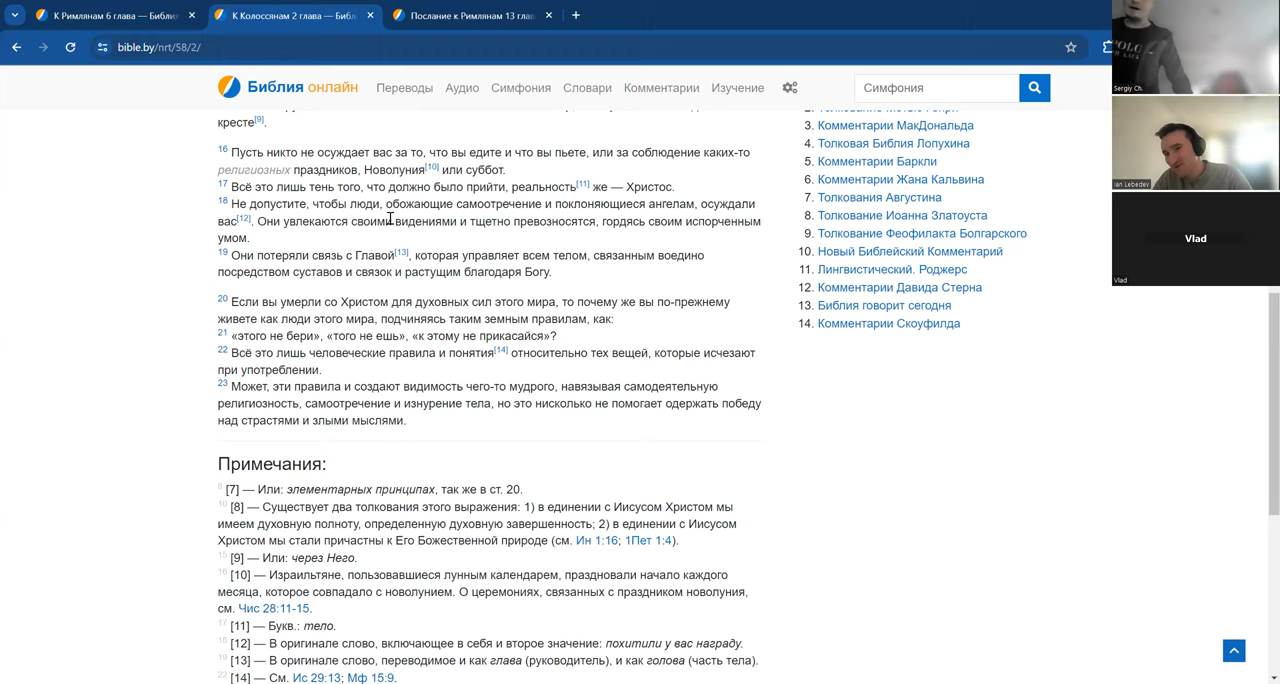 К Римлянам 6 глава — Библи
К Колоссянам 2 глава — Библ
Послание к Римлянам 13 гла
bible.by/nrt/58/2/
Библия онлайн
Переводы
Аудио
Симфония
Словари
Комментарии
Изучение
Симфония
кресте[9].
16 Пусть никто не осуждает вас за то, что вы едите и что вы пьете, или за соблюдение каких-то
религиозных праздников, Новолуния[10] или суббот.
17 Всё это лишь тень того, что должно было прийти, реальность[11] же — Христос.
18 Не допустите, чтобы люди, обожающие самоотречение и поклоняющиеся ангелам, осуждали
вас[12]. Они увлекаются своими видениями и тщетно превозносятся, гордясь своим испорченным
умом.
19 Они потеряли связь с Главой[13], которая управляет всем телом, связанным воедино
посредством суставов и связок и растущим благодаря Богу.
20 Если вы умерли со Христом для духовных сил этого мира, то почему же вы по-прежнему
живете как люди этого мира, подчиняясь таким земным правилам, как:
21 «этого не бери», «того не ешь», «к этому не прикасайся»?
22 Всё это лишь человеческие правила и понятия[14] относительно тех вещей, которые исчезают
при употреблении.
23 Может, эти правила и создают видимость чего-то мудрого, навязывая самодеятельную
религиозность, самоотречение и изнурение тела, но это нисколько не помогает одержать победу
над страстями и злыми мыслями.
Примечания:
8 [7] — Или: элементарных принципах, так же в ст. 20.
10 [8] — Существует два толкования этого выражения: 1) в единении с Иисусом Христом мы
имеем духовную полноту, определенную духовную завершенность; 2) в единении с Иисусом
Христом мы стали причастны к Его Божественной природе (см. Ин 1:16; 1Пет 1:4).
15 [9] — Или: через Него.
16 [10] — Израильтяне, пользовавшиеся лунным календарем, праздновали начало каждого
месяца, которое совпадало с новолунием. О церемониях, связанных с праздником новолуния,
см. Чис 28:11-15.
17 [11] — Букв.: тело.
18 [12] — В оригинале слово, включающее в себя и второе значение: похитили у вас награду.
19 [13] — В оригинале слово, переводимое и как глава (руководитель), и как голова (часть тела).
22 [14] — См. Ис 29:13; Мф 15:9.
3. Комментарии МакДональда
4. Толковая Библия Лопухина
5. Комментарии Баркли
6. Комментарии Жана Кальвина
7. Толкования Августина
8. Толкование Иоанна Златоуста
9. Толкование Феофилакта Болгарского
10. Новый Библейский Комментарий
11. Лингвистический. Роджерс
12. Комментарии Давида Стерна
13. Библия говорит сегодня
14. Комментарии Скоуфилда
Sergiy Ch.
Ian Lebedev
Vlad
Vlad